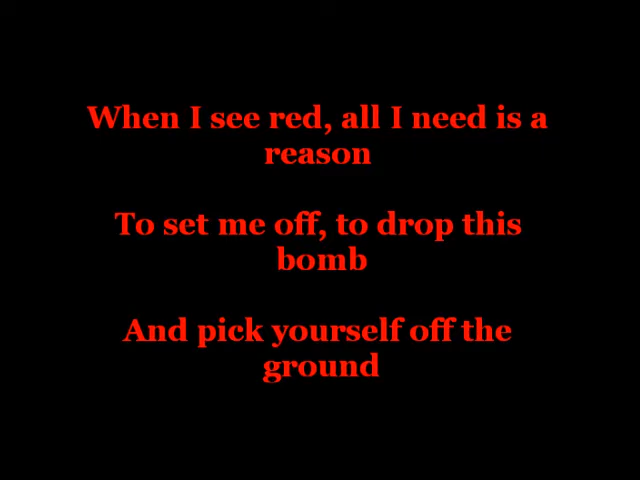 When I see red, all I need is a
reason
To set me off, to drop this
bomb
And pick yourself off the
ground